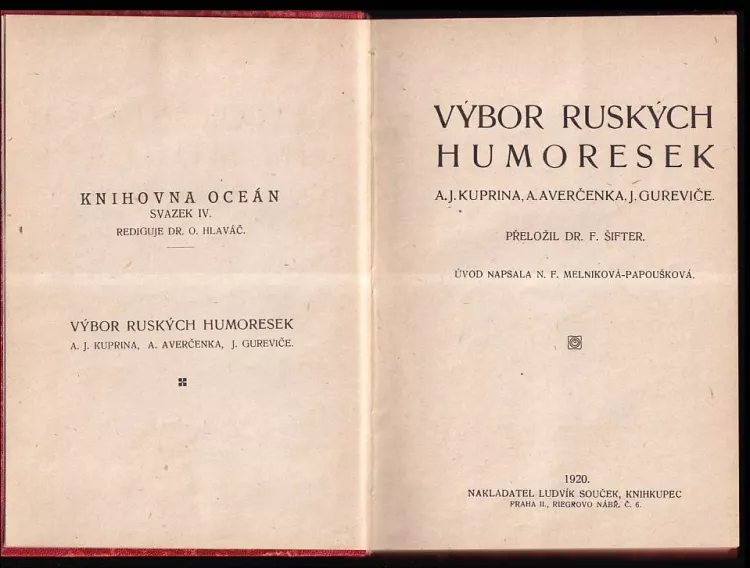 KNIHOVNA OCEÁN
SVAZEK IV.
REDIGUJE DR. O. HLAVÁČ.
VÝBOR RUSKÝCH HUMORESEK
A. J. KUPRINA, A. AVERČENKA, J. GUREVIČE.
VÝBOR RUSKÝCH
HUMORESEK
A. J. KUPRINA, A. AVERČENKA, J. GUREVIČE.
PŘELOŽIL DR. F. ŠIFTER.
ÚVOD NAPSALA N. F. MELNIKOVÁ-PAPOUŠKOVÁ.
1920.
NAKLADATEL LUDVÍK SOUČEK, KNIHKUPEC
PRAHA II., RIEGROVO NÁBŘ. Č. 6.